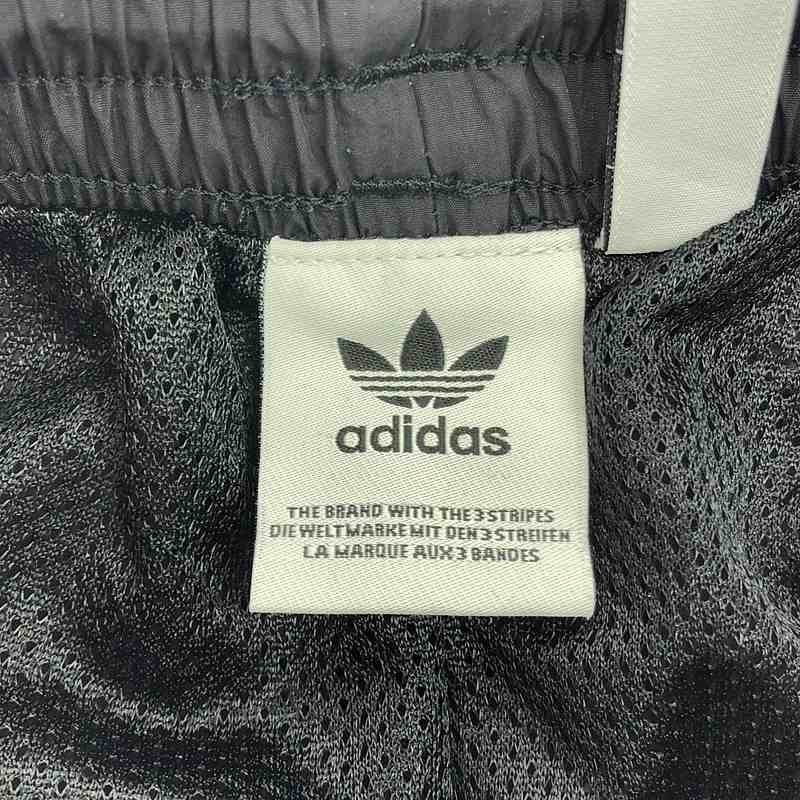 adidas
THE BRAND WITH THE 3 STRIPES
DIE WELTMARKE MIT DEN 3 STREIFEN
LA MARQUE AUX 3 BANDES